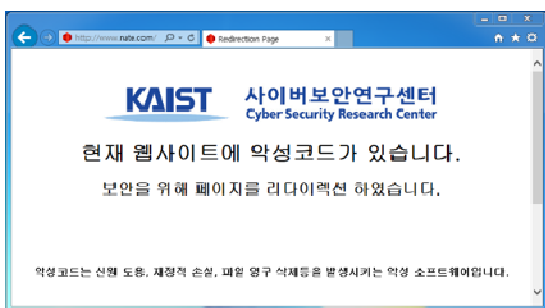 http://www.nate.com/
Redirection Page
KAIST 사이버보안연구센터
Cyber Security Research Center
현재 웹사이트에 악성코드가 있습니다.
보안을 위해 페이지를 리다이렉션 하있습니다.
악성코드는 신원 도용, 재정적 손실, 파일 영구 삭제등을 발생시키는 악성 소프트웨어입니다.